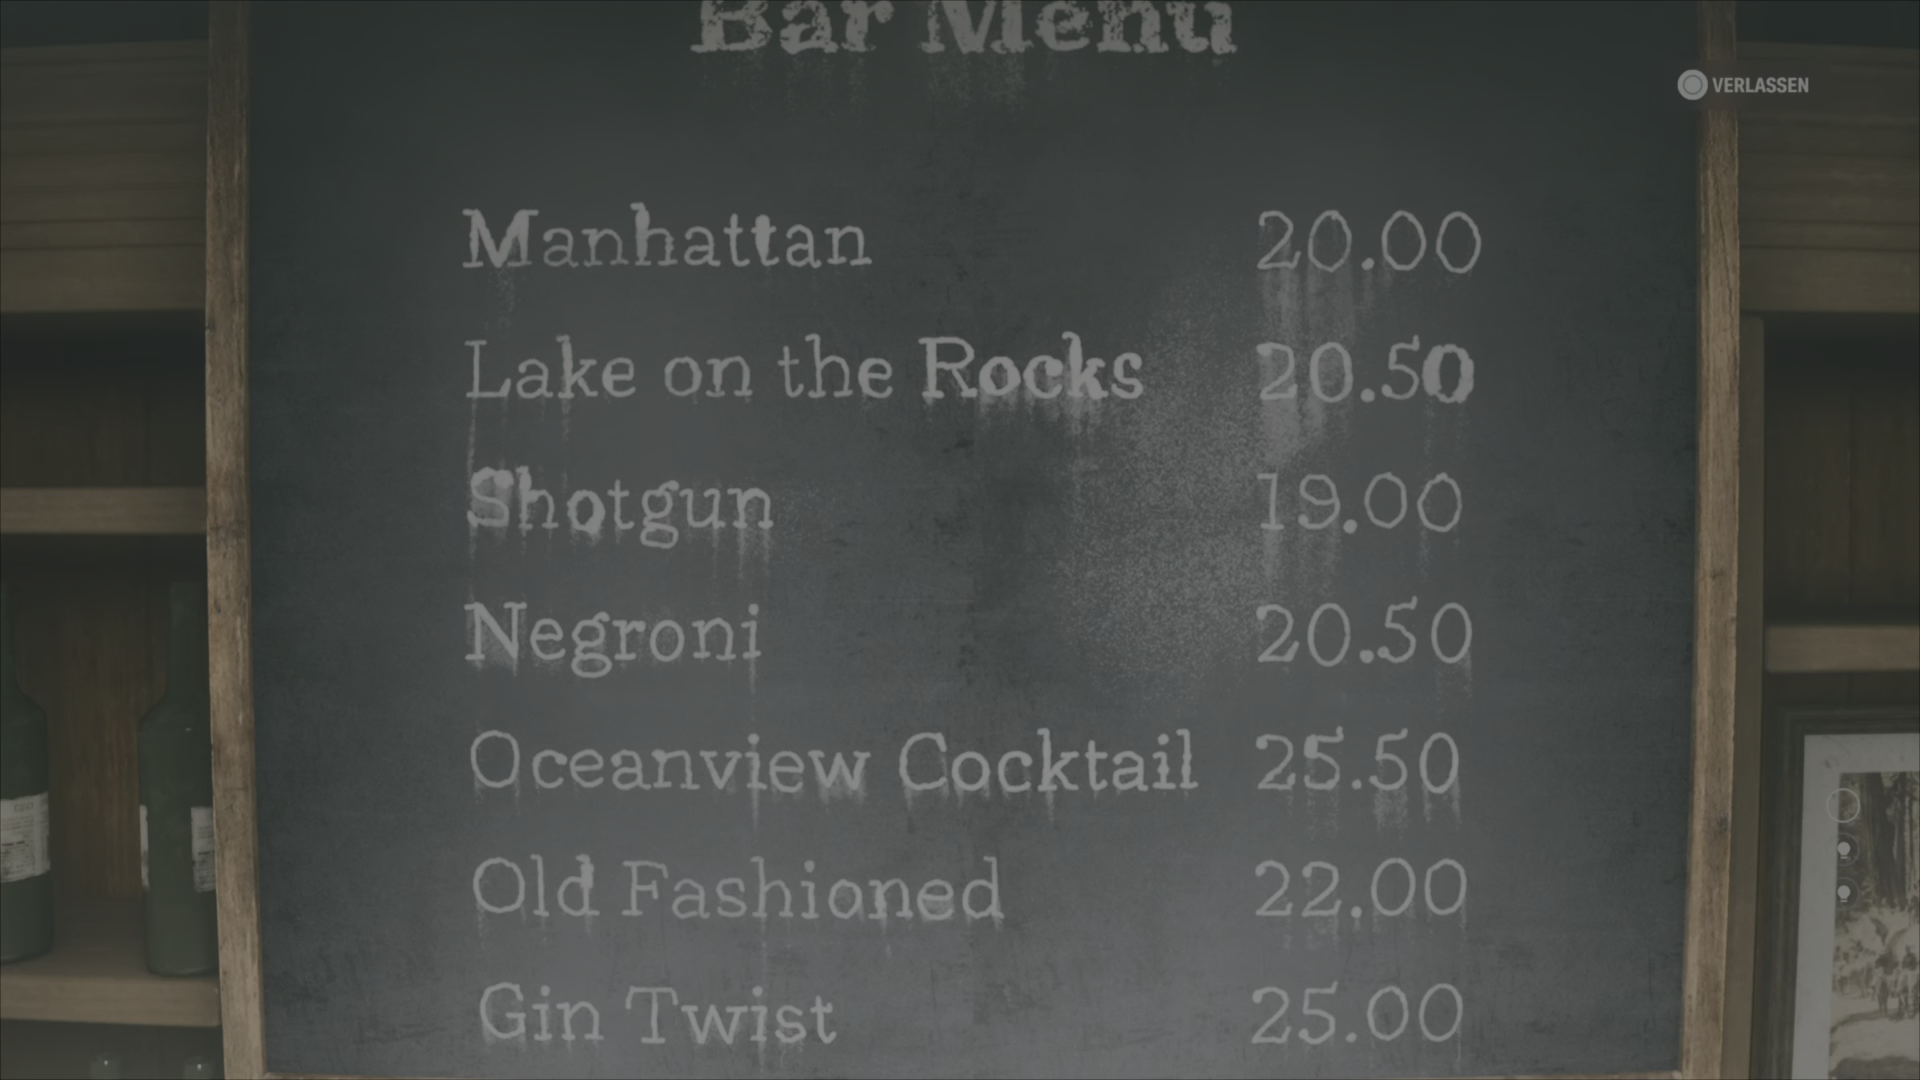 Bar Menu
VERLASSEN
Manhattan 20.00
Lake on the Rocks 20.50
Shotgun 19.00
Negroni 20.50
Oceanview Cocktail 25.50
Old Fashioned 22.00
Gin Twist 25.00